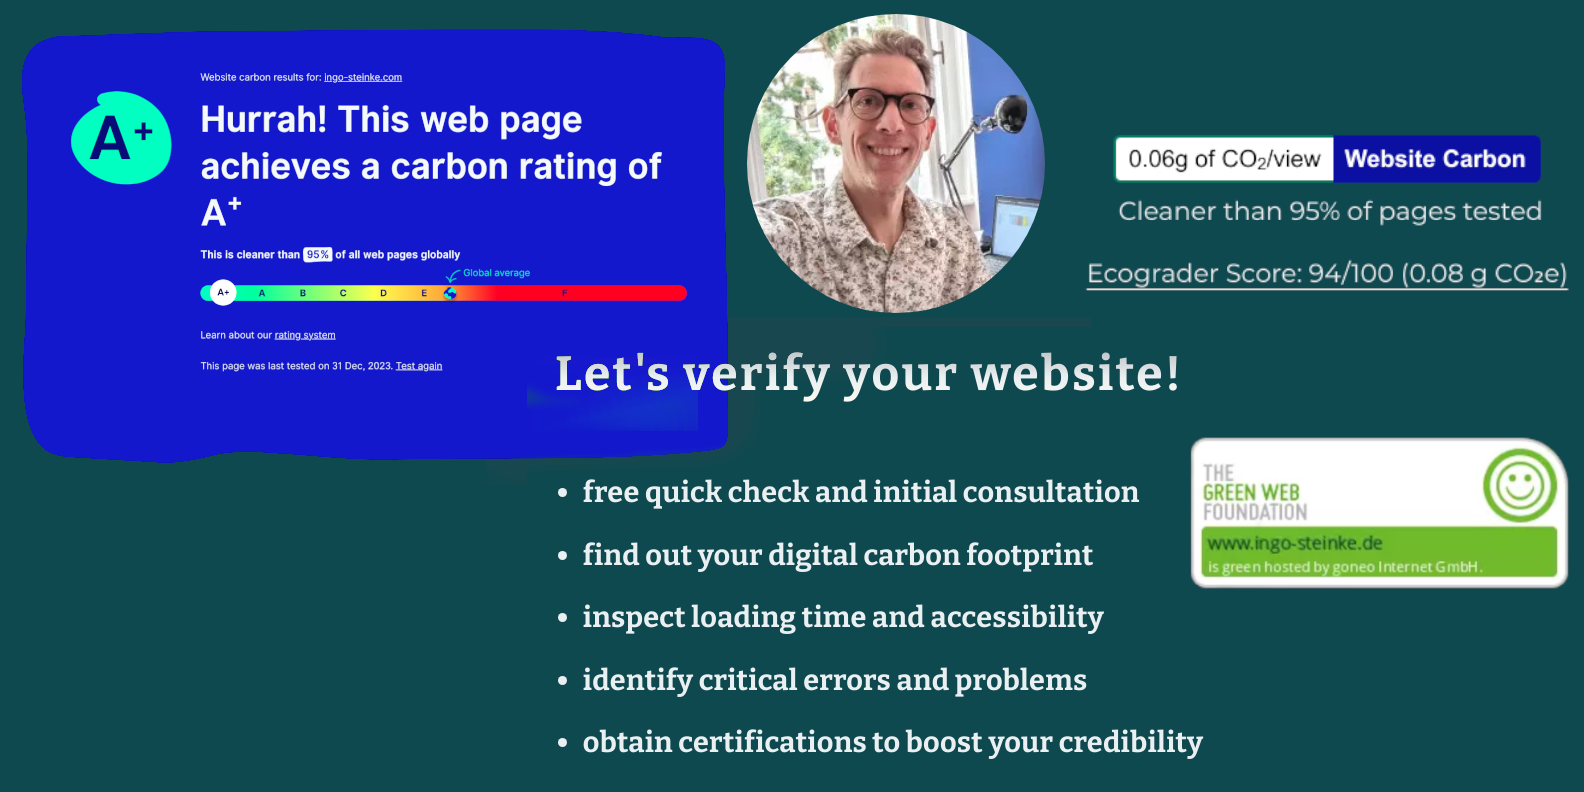 Website carbon results for: ingo-steinke.com
A+
Hurrah! This web page
achieves a carbon rating of
A+
This is cleaner than 95% of all web pages globally
Global average
A+ A B C D E F
Learn about our rating system
This page was last tested on 31 Dec, 2023. Test again
0.06g of CO₂/view Website Carbon
Cleaner than 95% of pages tested
Ecograder Score: 94/100 (0.08 g CO₂e)
Let's verify your website!
• free quick check and initial consultation
• find out your digital carbon footprint
• inspect loading time and accessibility
• identify critical errors and problems
• obtain certifications to boost your credibility
THE
GREEN WEB
FOUNDATION
www.ingo-steinke.de
is green hosted by goneo Internet GmbH.